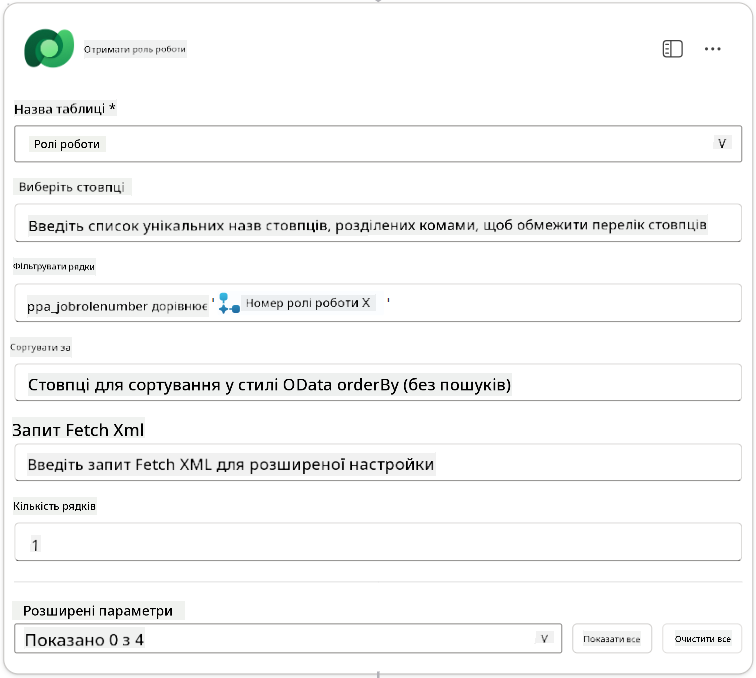 Отримати роль роботи
Назва таблиці *
Ролі роботи
Виберіть стовпці
Введіть список унікальних назв стовпців, розділених комами, щоб обмежити перелік стовпців
Фільтрувати рядки
ppa_jobrolenumber дорівнює ' Номер ролі роботи X '
Сортувати за
Стовпці для сортування у стилі OData orderBy (без пошуків)
Запит Fetch Xml
Введіть запит Fetch XML для розширеної настройки
Кількість рядків
1
Розширені параметри
Показано 0 з 4
Показати все
Очистити все